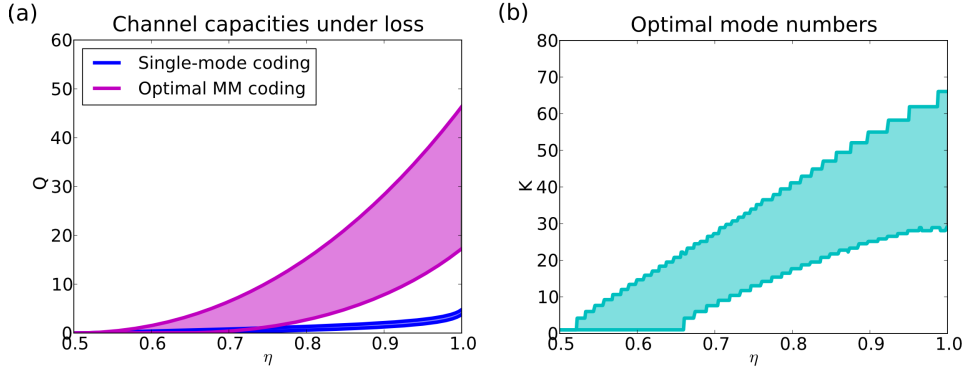 (a)
Channel capacities under loss
60
50
40
30
20
10
0
Q
Single-mode coding
Optimal MM coding
0.5 0.6 0.7 0.8 0.9 1.0
η
(b)
Optimal mode numbers
80
70
60
50
40
30
20
10
0
K
0.5 0.6 0.7 0.8 0.9 1.0
η